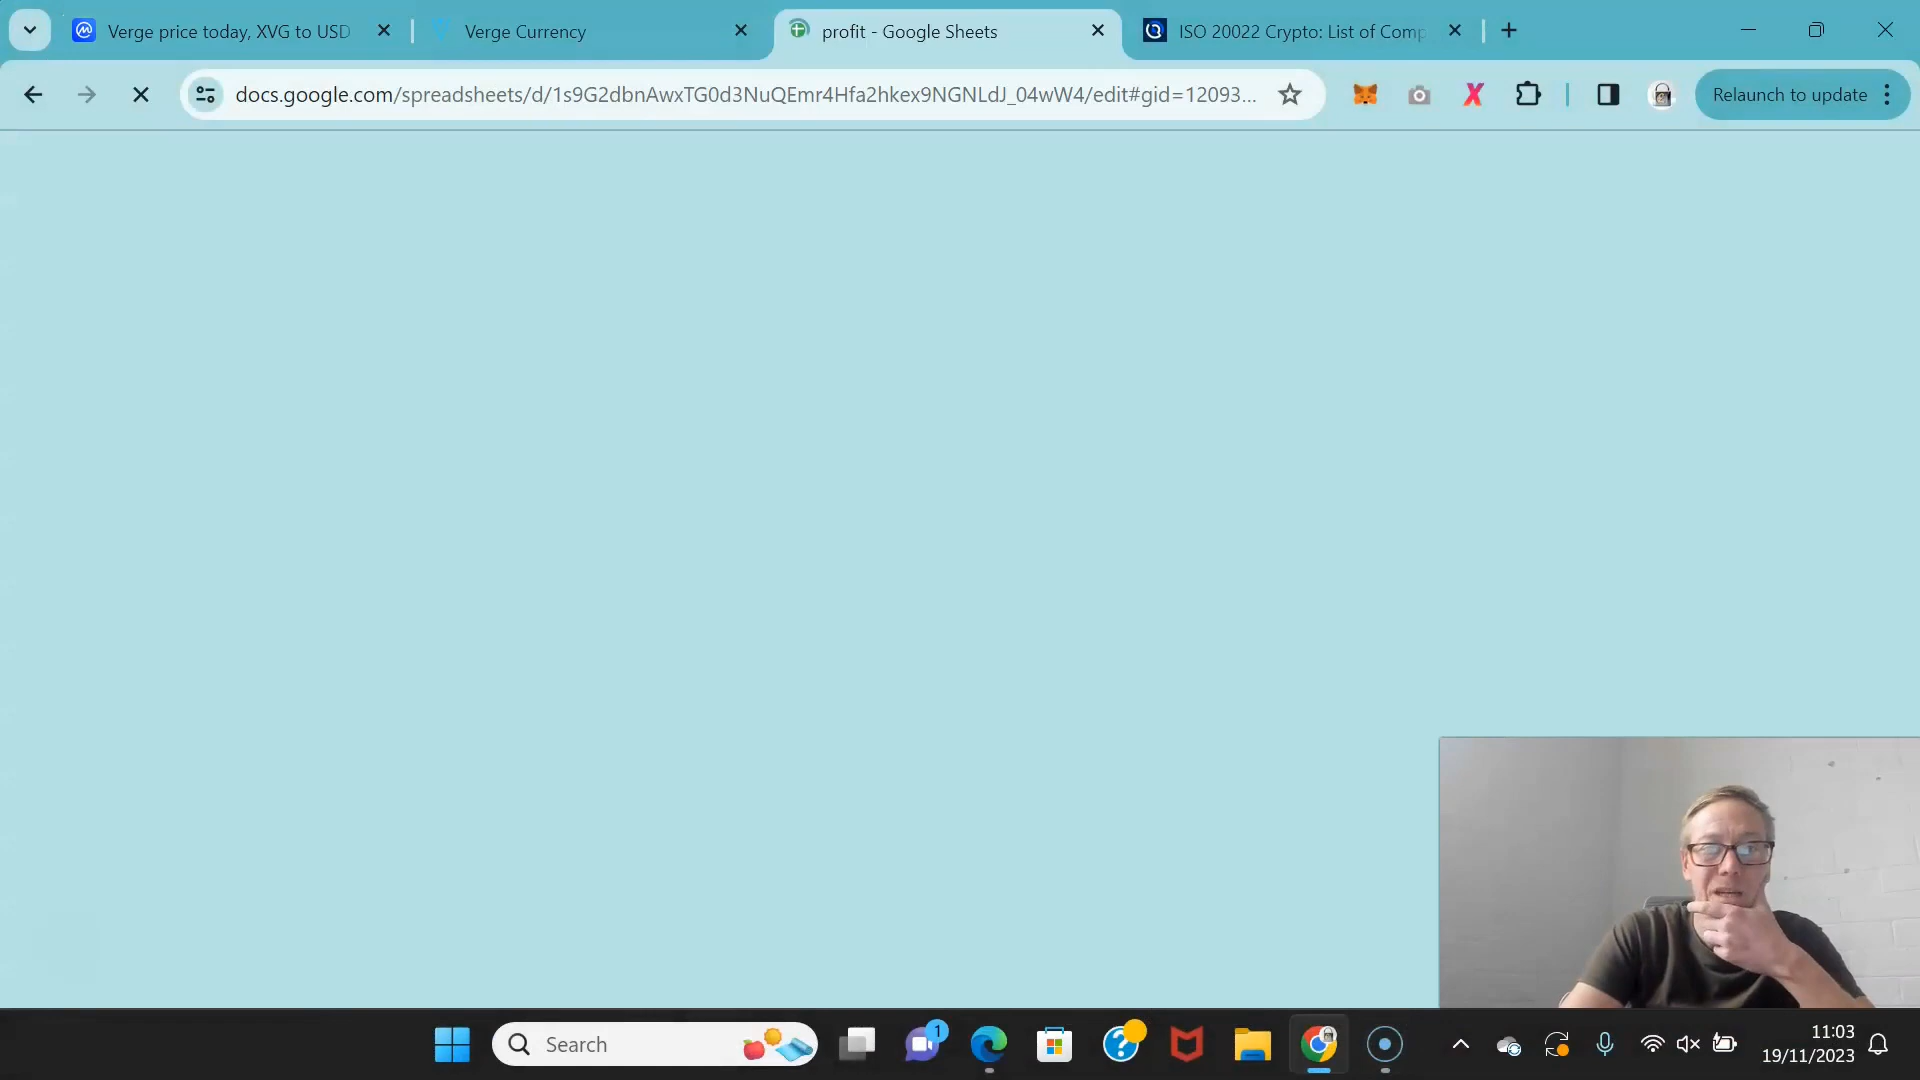 Verge price today, XVG to USD
Verge Currency
profit - Google Sheets
ISO 20022 Crypto: List of Comp
docs.google.com/spreadsheets/d/1s9G2dbnAwxTG0d3NuQEmr4Hfa2hkex9NGNLdJ_04wW4/edit#gid=12093...
X
Relaunch to update
Search
1
11:03
19/11/2023